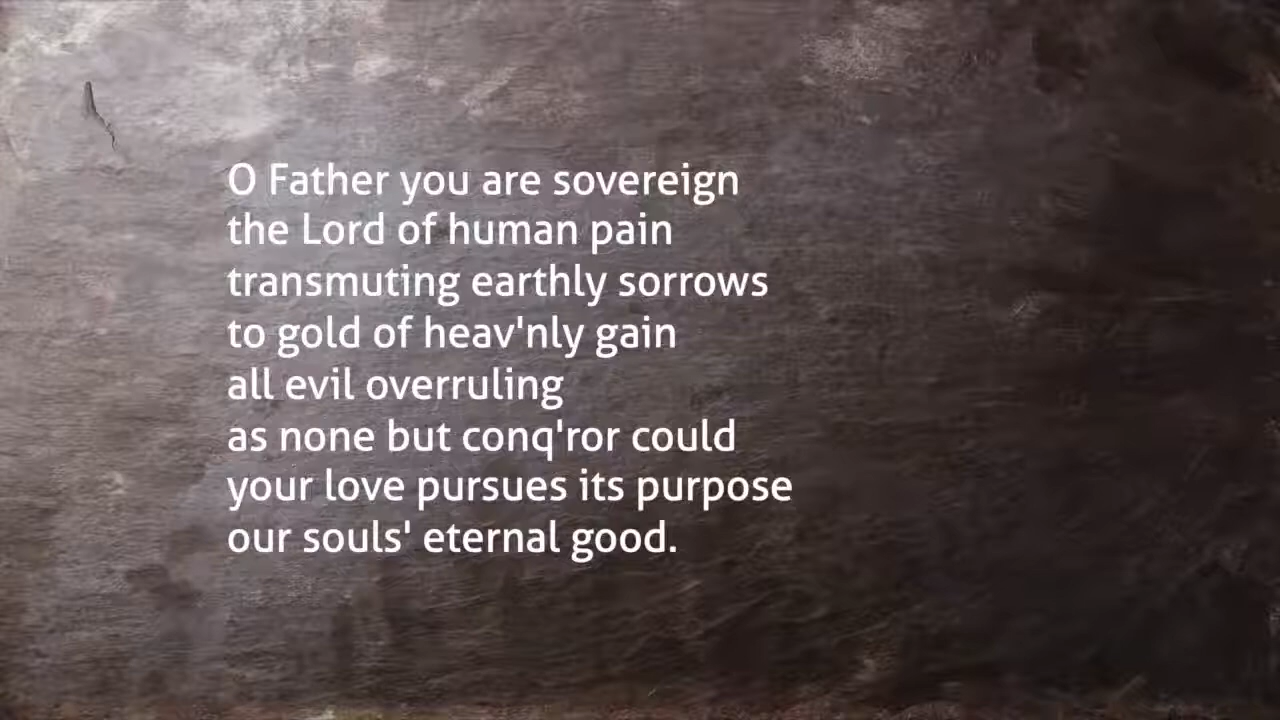 O Father you are sovereign
the Lord of human pain
transmuting earthly sorrows
to gold of heav'nly gain
all evil overruling
as none but conq'ror could
your love pursues its purpose
our souls' eternal good.